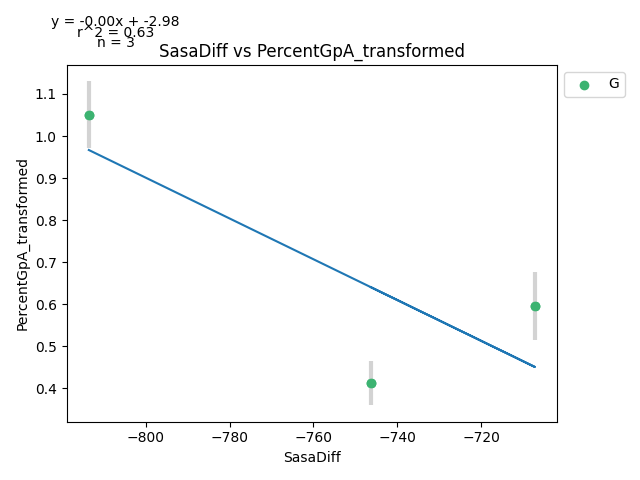 y = -0.00x + -2.98
r^2 = 0.63
n = 3
SasaDiff vs PercentGpA_transformed
G
1.1
1.0
0.9
0.8
0.7
0.6
0.5
0.4
PercentGpA_transformed
−800
−780
−760
−740
−720
SasaDiff